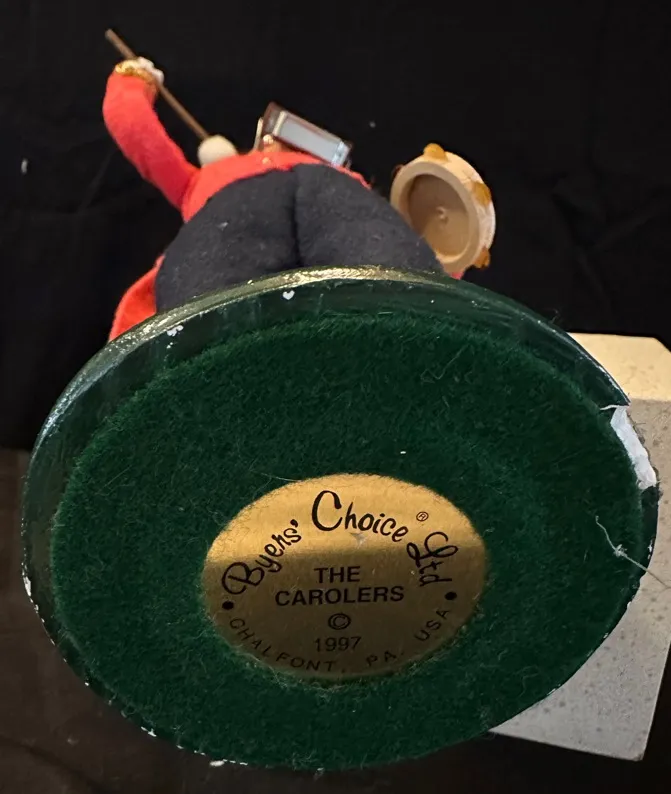 Byers' Choice ® Ltd
THE
CAROLERS
©
1997
• CHALFONT, PA. USA •